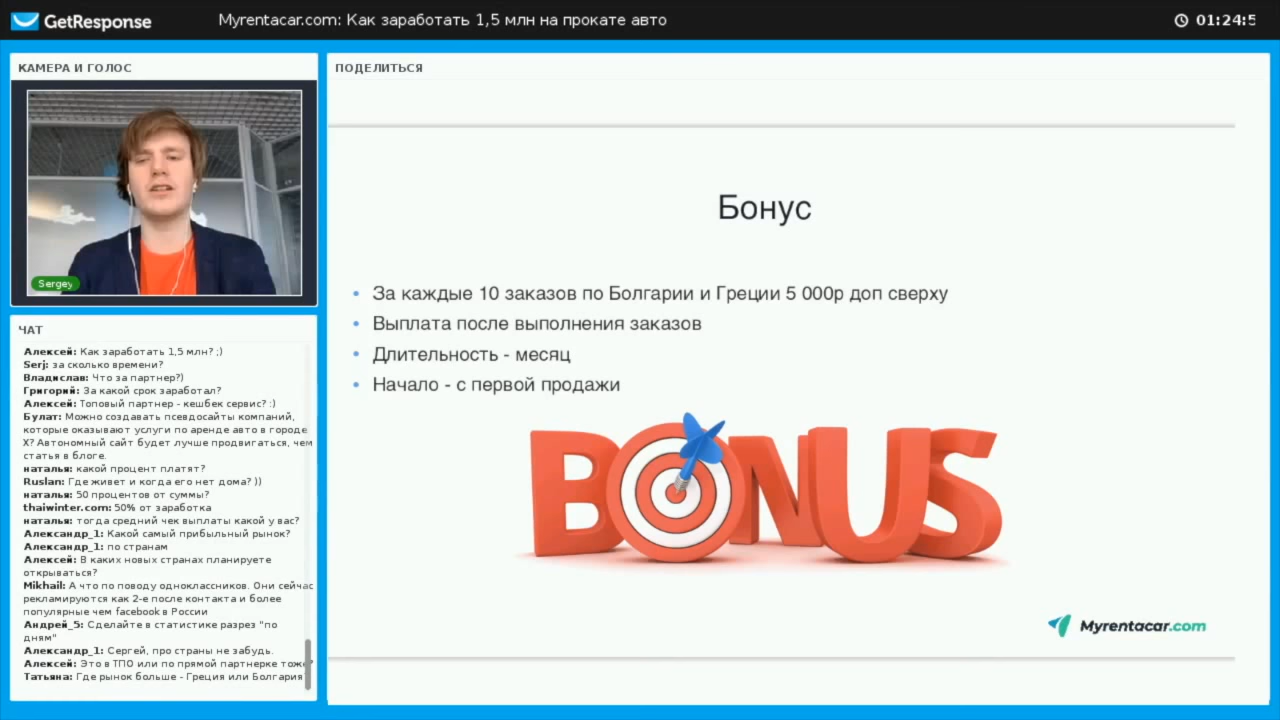 GetResponse
Myrentacar.com: Как заработать 1,5 млн на прокате авто
01:24:5
КАМЕРА И ГОЛОС
Sergey
ЧАТ
Алексей: Как заработать 1,5 млн? ;)
Serj: за сколько времени?
Владислав: Что за партнер?)
Григорий: За какой срок заработал?
Алексей: Топовый партнер - кешбек сервис? :)
Булат: Можно создавать псевдосайты компаний,
которые оказывают услуги по аренде авто в городе
X? Автономный сайт будет лучше продвигаться, чем
статья в блоге.
наталья: какой процент платят?
Ruslan: Где живет и когда его нет дома? ))
наталья: 50 процентов от суммы?
thaiwinter.com: 50% от заработка
наталья: тогда средний чек выплаты какой у вас?
Александр_1: Какой самый прибыльный рынок?
Александр_1: по странам
Алексей: В каких новых странах планируете
открываться?
Mikhail: А что по поводу одноклассников. Они сейчас
рекламируются как 2-е после контакта и более
популярные чем facebook в России
Андрей_5: Сделайте в статистике разрез "по
дням"
Александр_1: Сергей, про страны не забудь.
Алексей: Это в ТПО или по прямой партнерке тоже?
Татьяна: Где рынок больше - Греция или Болгария
ПОДЕЛИТЬСЯ
Бонус
• За каждые 10 заказов по Болгарии и Греции 5 000р доп сверху
• Выплата после выполнения заказов
• Длительность - месяц
• Начало - с первой продажи
BONUS
Myrentacar.com